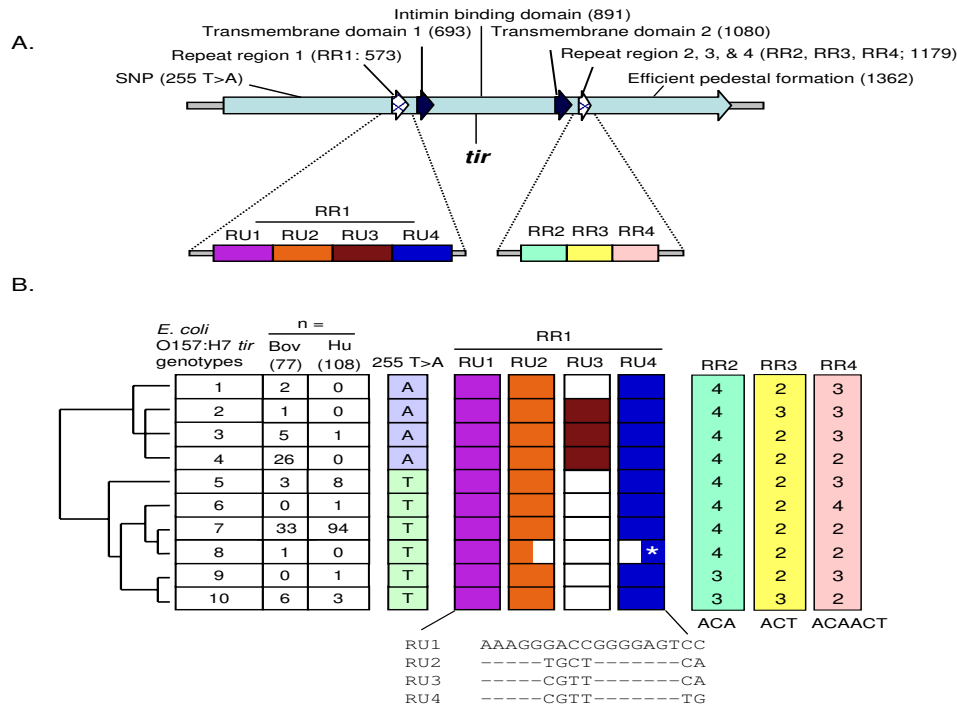 A.
Intimin binding domain (891)
Transmembrane domain 1 (693)
Transmembrane domain 2 (1080)
Repeat region 1 (RR1: 573)
Repeat region 2, 3, & 4 (RR2, RR3, RR4; 1179)
SNP (255 T>A)
Efficient pedestal formation (1362)
tir
RR1
RU1 RU2 RU3 RU4
RR2 RR3 RR4
B.
E. coli
O157:H7 tir
genotypes
n =
Bov Hu
(77) (108)
255 T>A
RR1
RU1 RU2 RU3 RU4
RR2 RR3 RR4
1 2 0 A 4 2 3
2 1 0 A 4 3 3
3 5 1 A 4 2 3
4 26 0 A 4 2 2
5 3 8 T 4 2 3
6 0 1 T 4 2 4
7 33 94 T 4 2 2
8 1 0 T * 4 2 2
9 0 1 T 3 2 3
10 6 3 T 3 3 2
ACA ACT ACAACT
RU1 AAAGGGACCGGGGAGTCC
RU2 -----TGCT-------CA
RU3 -----CGTT-------CA
RU4 -----CGTT-------TG